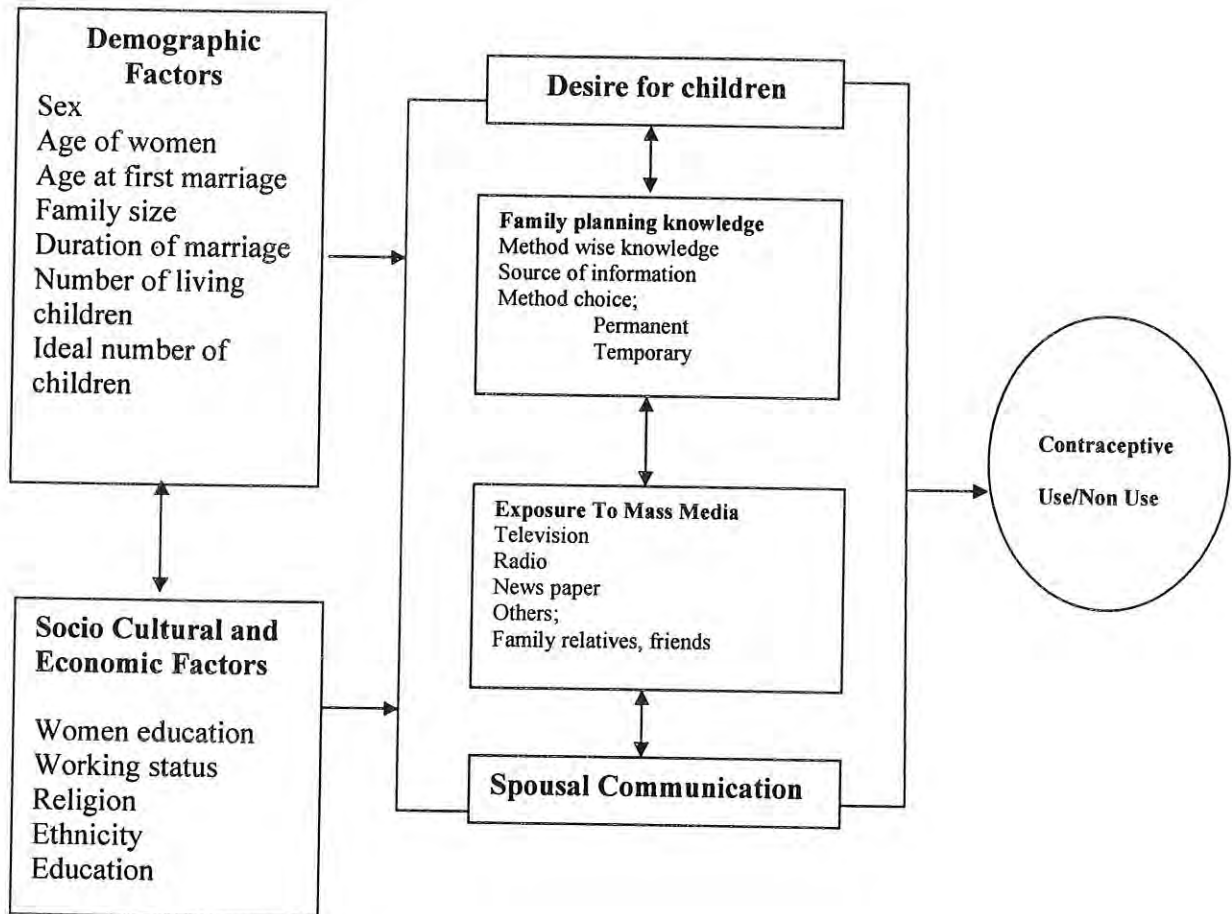 Demographic
Factors
Sex
Age of women
Age at first marriage
Family size
Duration of marriage
Number of living
children
Ideal number of
children
Socio Cultural and
Economic Factors
Women education
Working status
Religion
Ethnicity
Education
Desire for children
Family planning knowledge
Method wise knowledge
Source of information
Method choice;
Permanent
Temporary
Exposure To Mass Media
Television
Radio
News paper
Others;
Family relatives, friends
Spousal Communication
Contraceptive
Use/Non Use